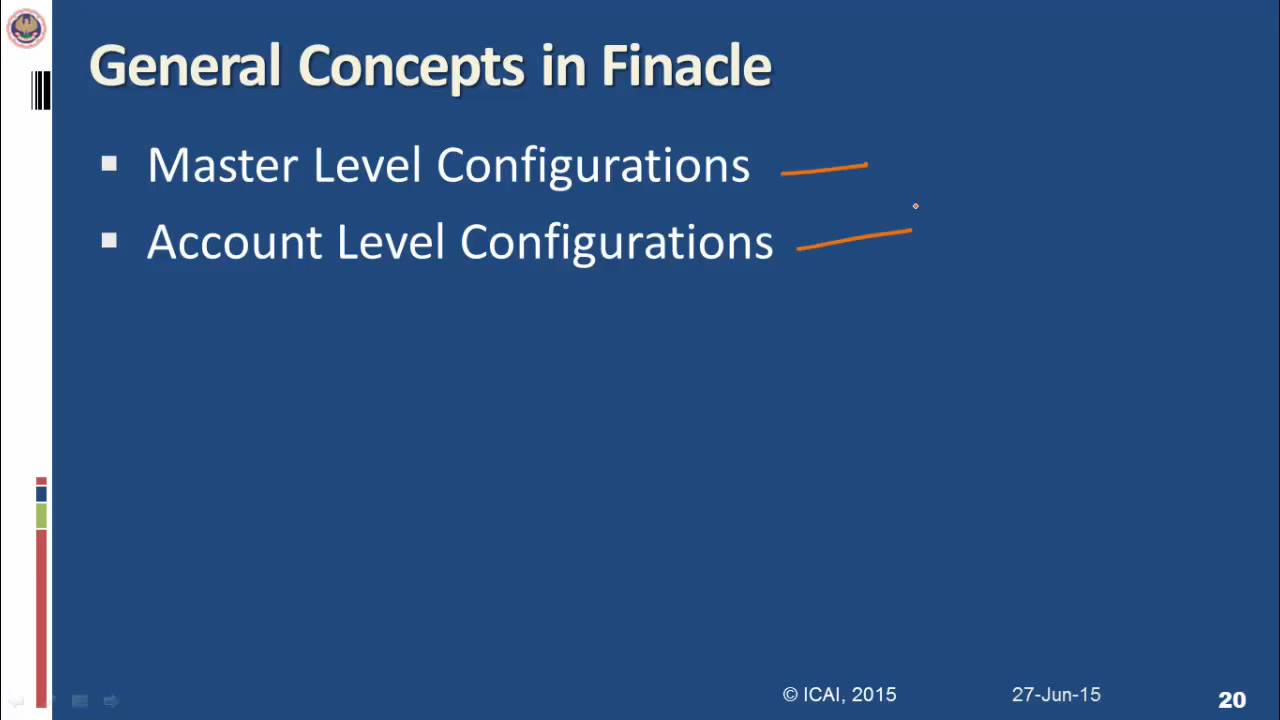 General Concepts in Finacle
Master Level Configurations
Account Level Configurations
© ICAI, 2015
27-Jun-15
20